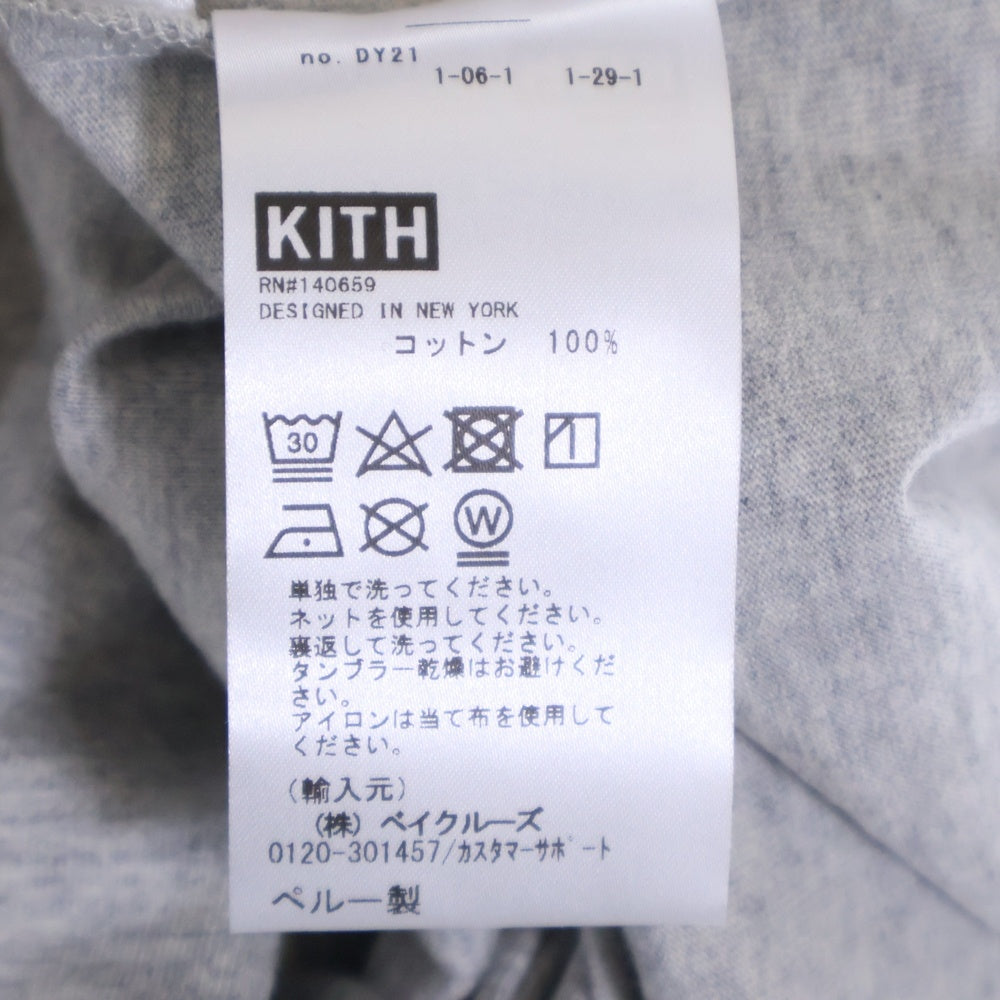 no. DY21
1-06-1 1-29-1
KITH
RN#140659
DESIGNED IN NEW YORK
コットン 100%
30
W
単独で洗ってください。
ネットを使用してください。
裏返して洗ってください。
タンブラー乾燥はお避けくだ
さい。
アイロンは当て布を使用して
ください。
(輸入元)
(株) ベイクルーズ
0120-301457/カスタマーサポート
ペルー製